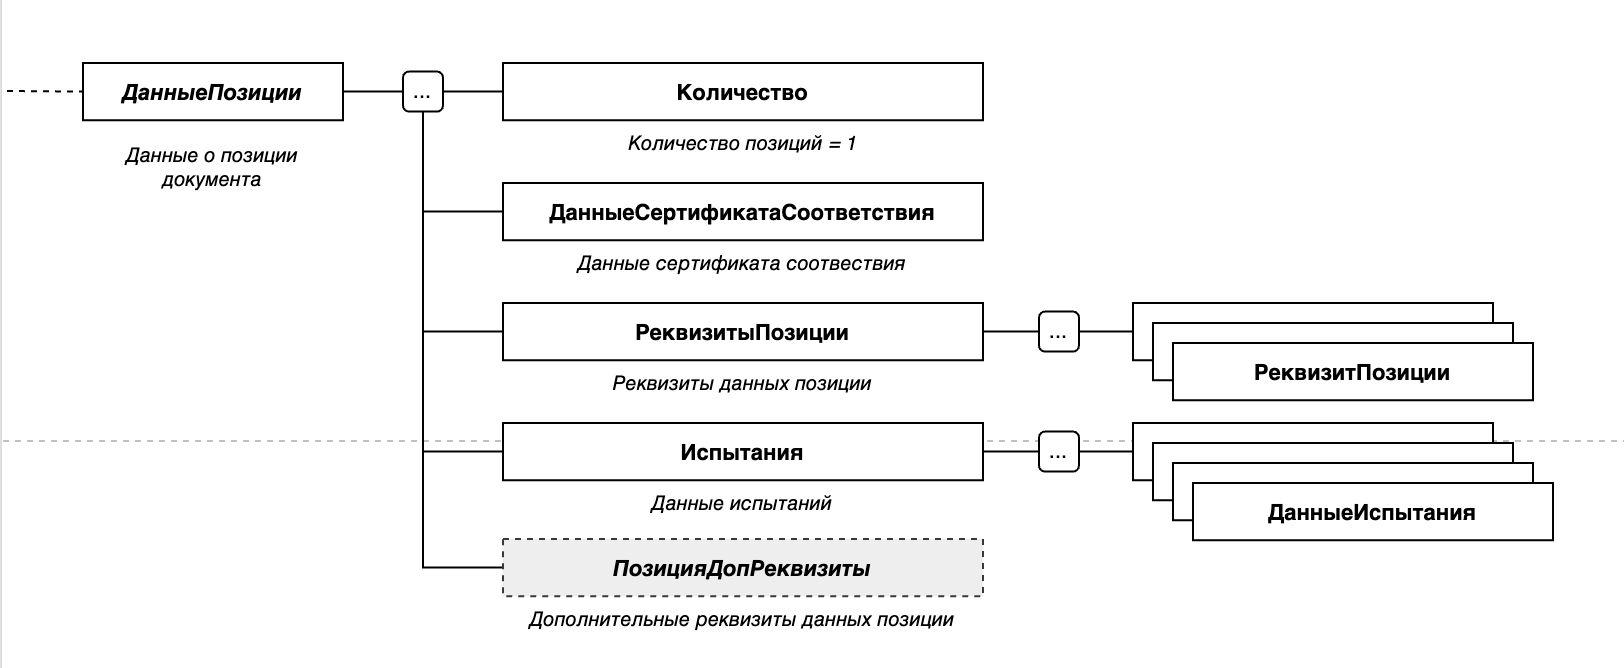 ДанныеПозиции
...
Количество
Данные о позиции
документа
Количество позиций = 1
ДанныеСертификатаСоответствия
Данные сертификата соотвествия
РеквизитыПозиции
...
РеквизитПозиции
Реквизиты данных позиции
Испытания
...
ДанныеИспытания
Данные испытаний
ПозицияДопРеквизиты
Дополнительные реквизиты данных позиции